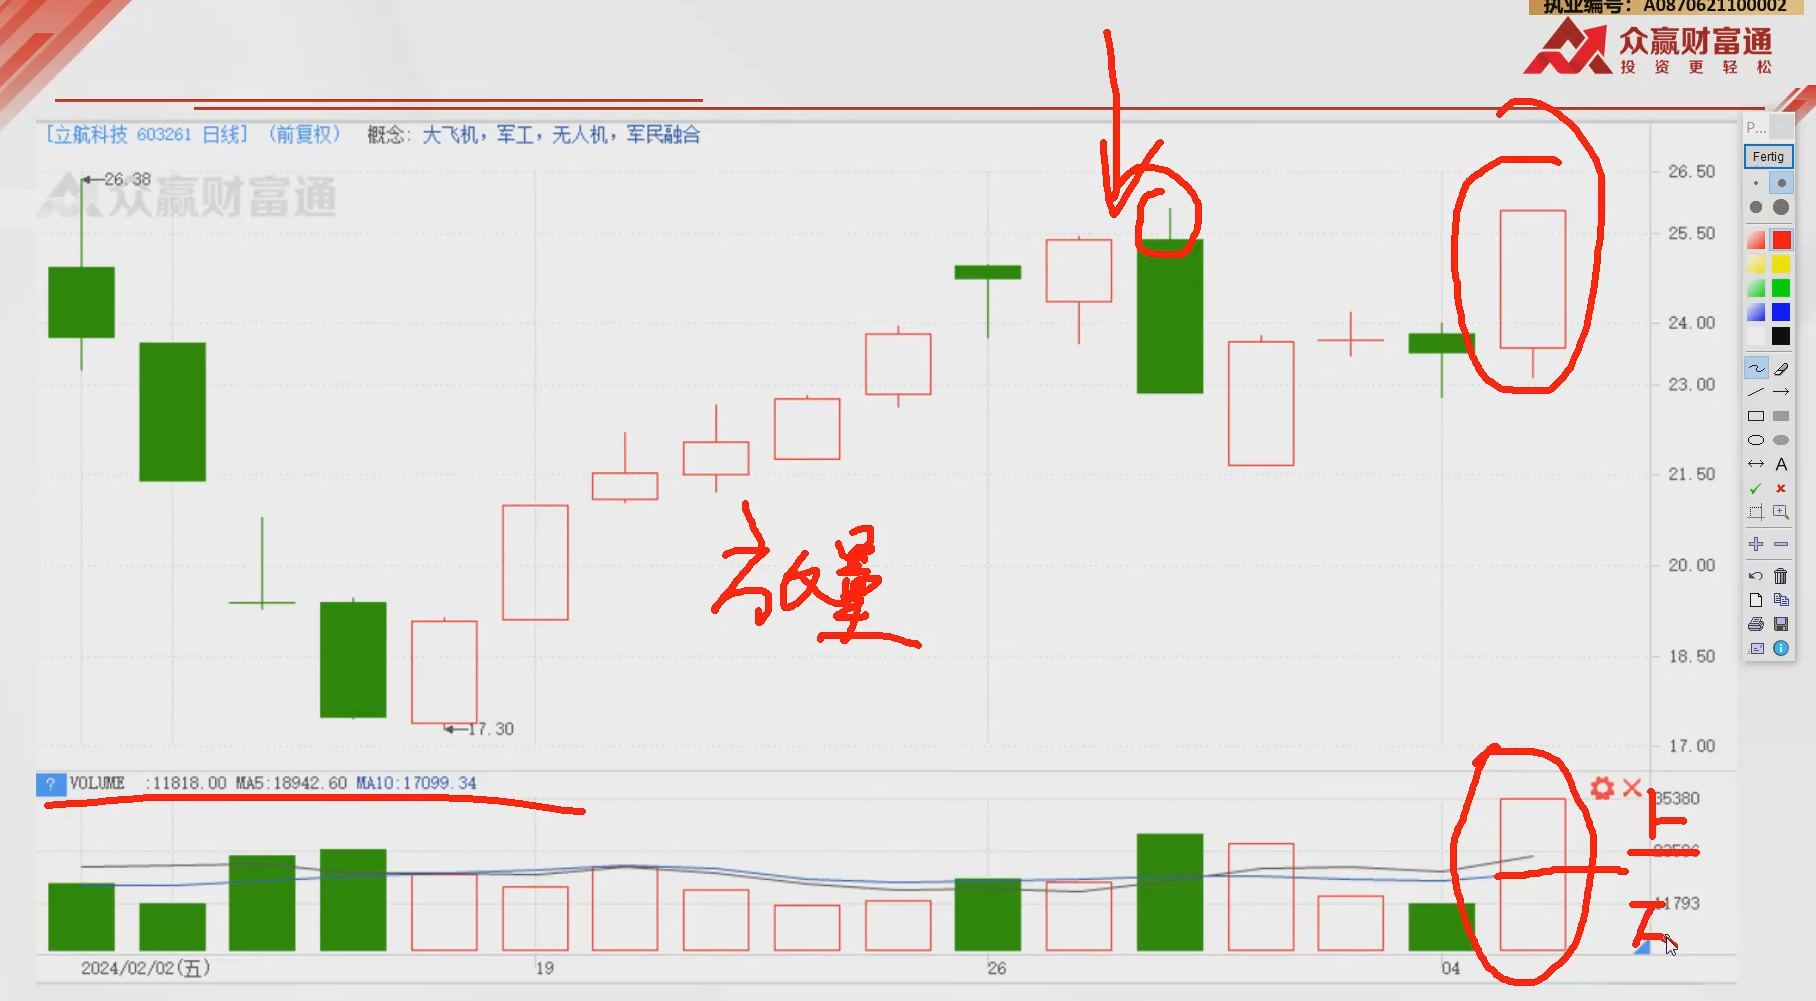 执业编号：A0870621100002
众赢财富通
投资更轻松
[立航科技 603261 日线] (前复权) 概念: 大飞机, 军工, 无人机, 军民融合
P...
Fertig
26.38
众赢财富通
26.50
25.50
24.00
23.00
21.50
放量
20.00
18.50
17.30
17.00
? VOLUME :11818.00 MA5:18942.60 MA10:17099.34
35380
上
11793
2024/02/02(五) 19 26 04